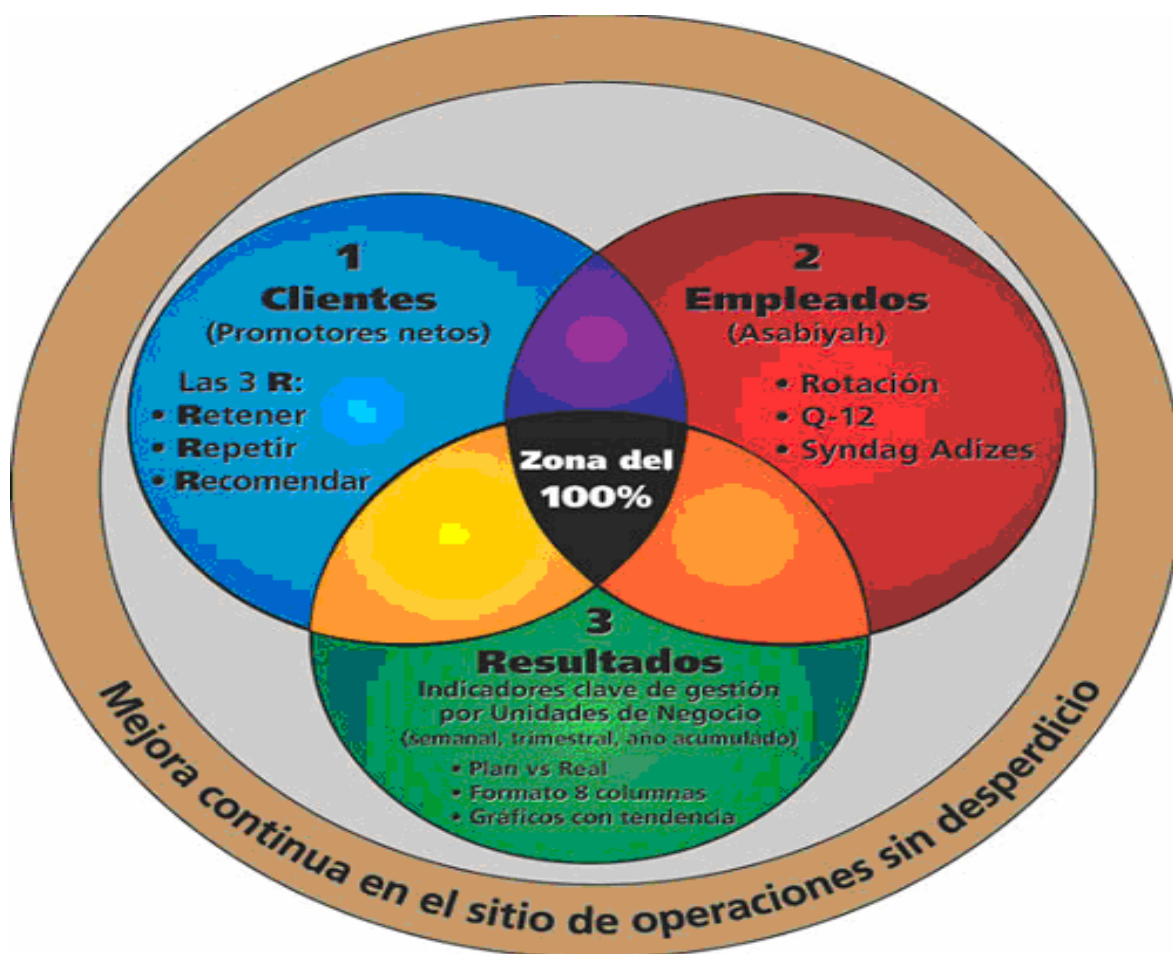 1
Clientes
(Promotores netos)
Las 3 R:
• Retener
• Repetir
• Recomendar
2
Empleados
(Asabiyah)
• Rotación
• Q-12
• Syndag Adizes
Zona del
100%
3
Resultados
Indicadores clave de gestión
por Unidades de Negocio
(semanal, trimestral, ano acumulado)
• Plan vs Real
• Formato 8 columnas
• Gráficos con tendencia
Mejora continua en el sitio de operaciones sin desperdicio